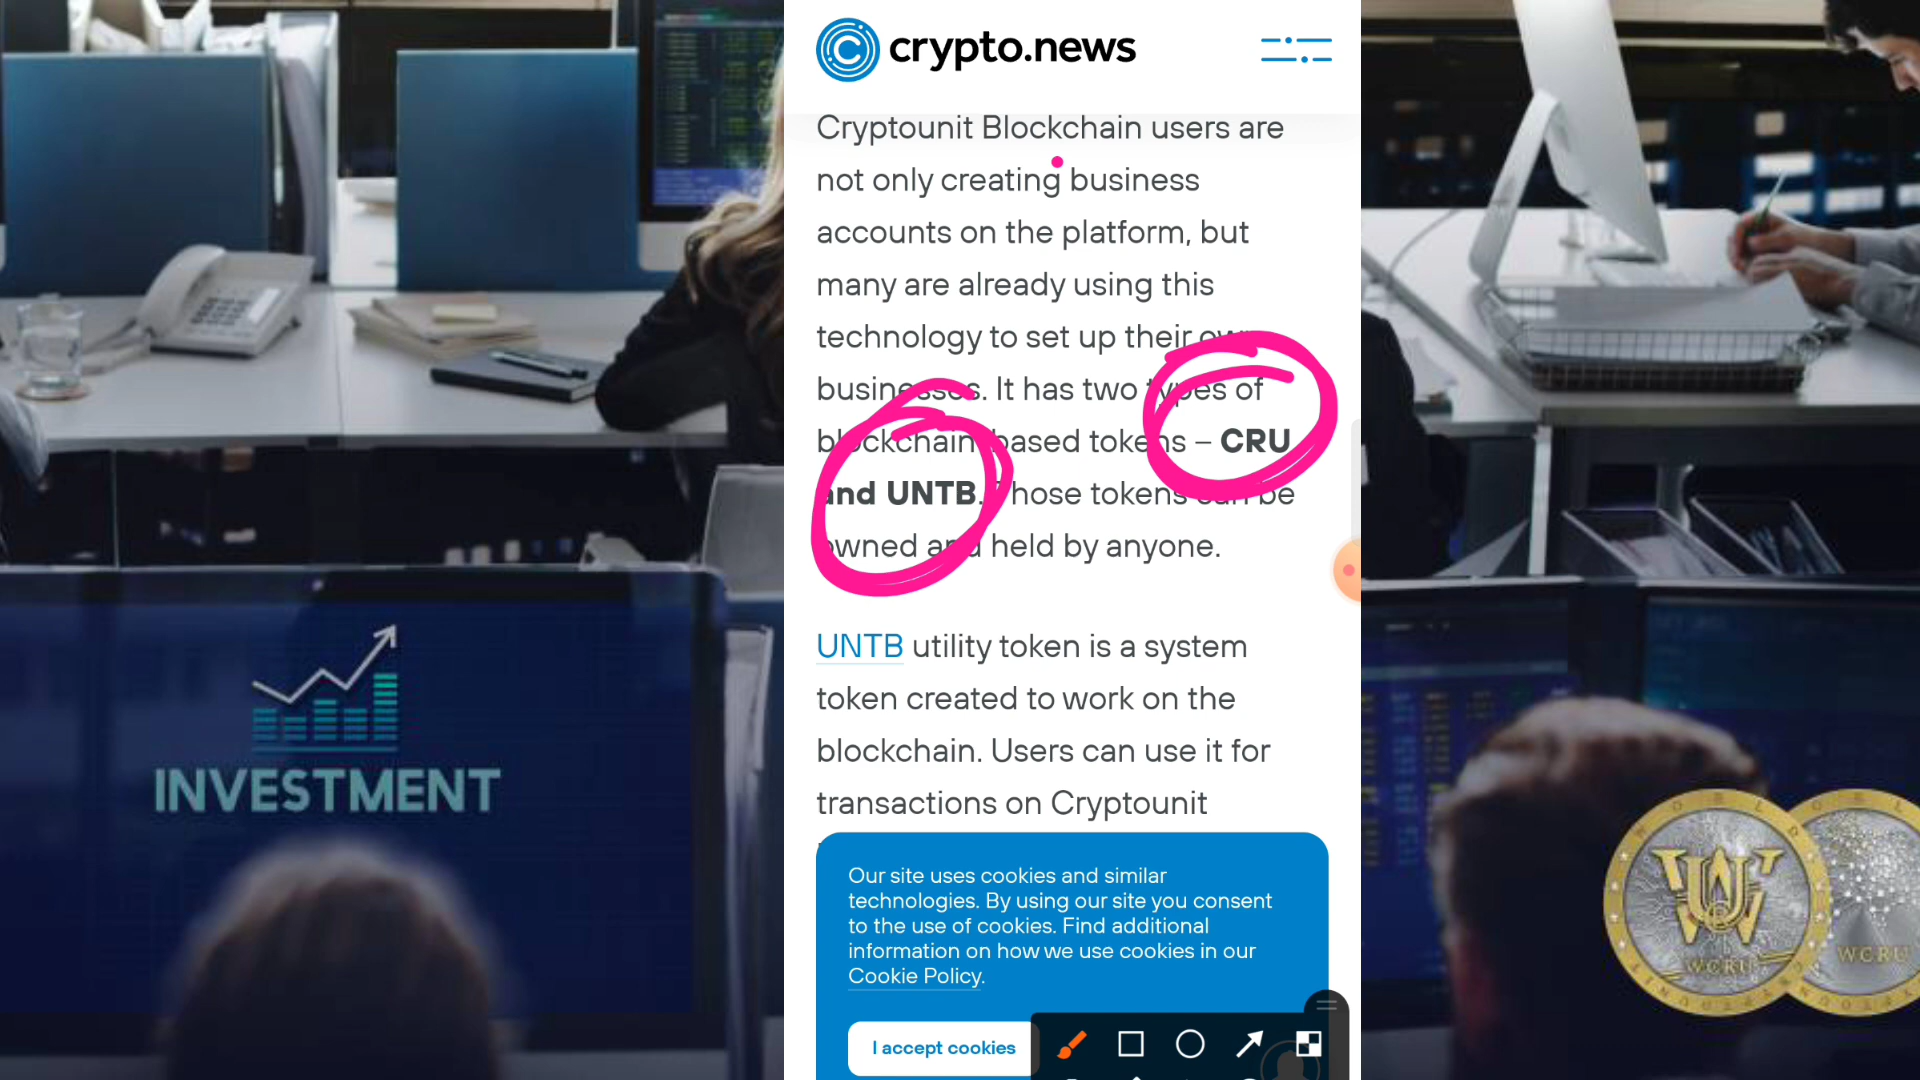 crypto.news
Cryptounit Blockchain users are
not only creating business
accounts on the platform, but
many are already using this
technology to set up their own
businesses. It has two types of
blockchain-based tokens – CRU
and UNTB. Those tokens can be
owned and held by anyone.
UNTB utility token is a system
token created to work on the
blockchain. Users can use it for
transactions on Cryptounit
Our site uses cookies and similar
technologies. By using our site you consent
to the use of cookies. Find additional
information on how we use cookies in our
Cookie Policy.
I accept cookies
INVESTMENT
WCRU
WCRU